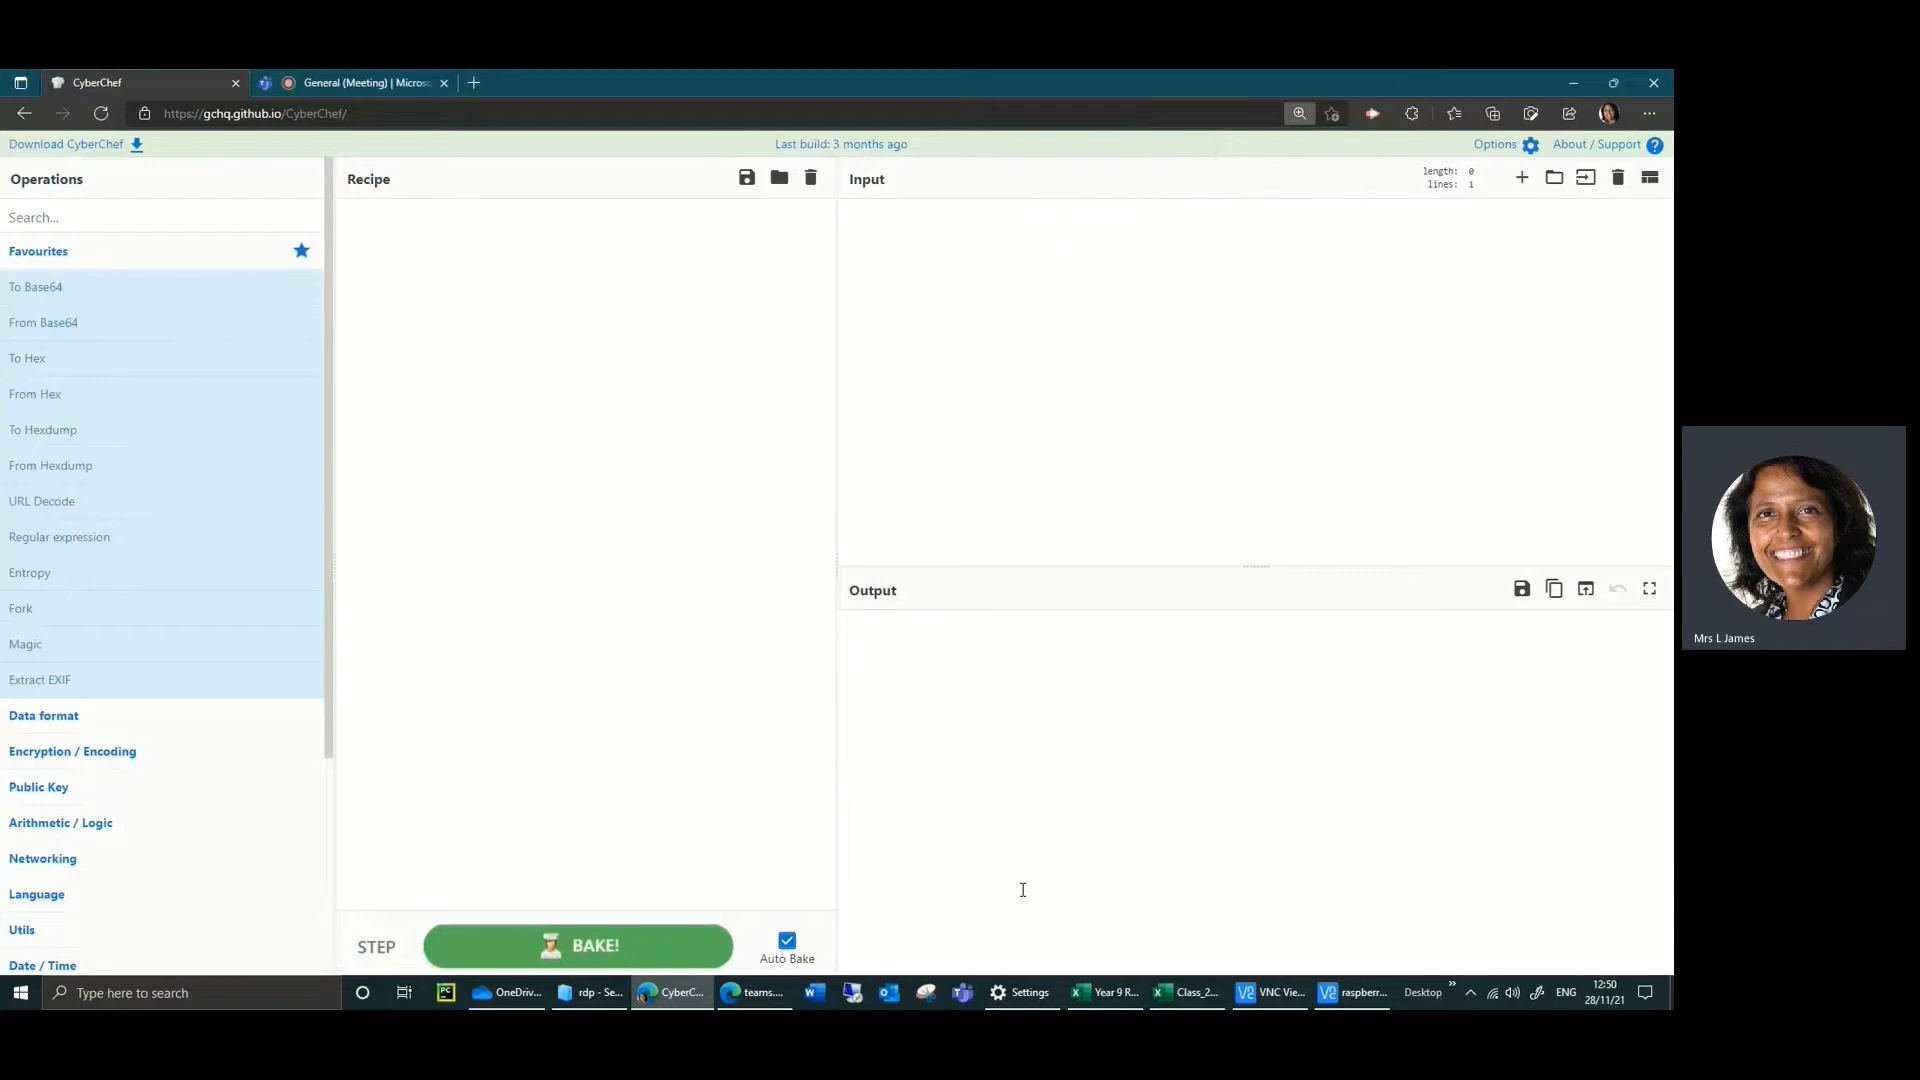 CyberChef
General (Meeting) | Micros
https://gchq.github.io/CyberChef/
Download CyberChef
Last build: 3 months ago
Options
About / Support
Operations
Search...
Favourites
To Base64
From Base64
To Hex
From Hex
To Hexdump
From Hexdump
URL Decode
Regular expression
Entropy
Fork
Magic
Extract EXIF
Data format
Encryption / Encoding
Public Key
Arithmetic / Logic
Networking
Language
Utils
Date / Time
Recipe
STEP
BAKE!
Auto Bake
Input
length: 0
lines: 1
Output
Mrs L James
Type here to search
OneDriv...
rdp - Se...
CyberC...
teams....
Settings
Year 9 R...
Class_2...
VNC Vie...
raspberr...
Desktop
ENG
12:50
28/11/21